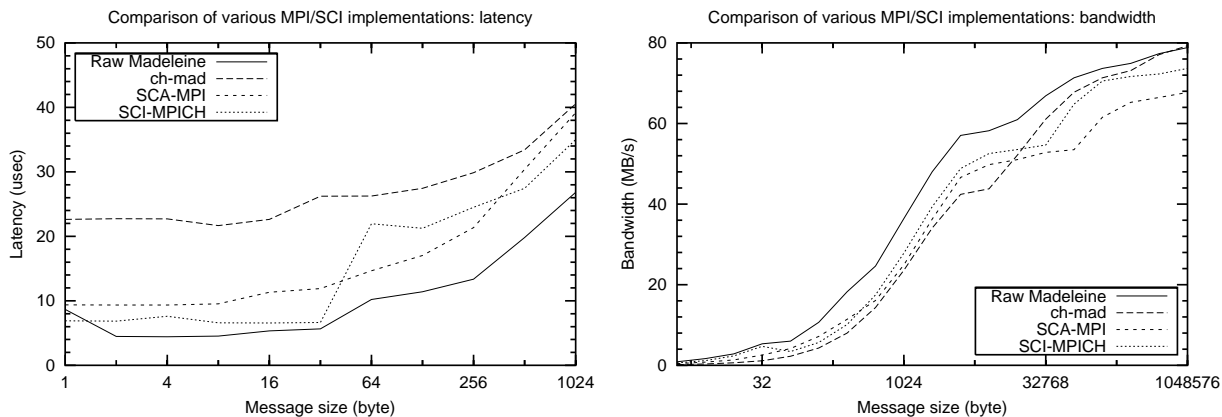 Comparison of various MPI/SCI implementations: latency
50
40
30
20
10
0
Latency (usec)
Raw Madeleine
ch-mad
SCA-MPI
SCI-MPICH
1 4 16 64 256 1024
Message size (byte)
Comparison of various MPI/SCI implementations: bandwidth
80
60
40
20
0
Bandwidth (MB/s)
Raw Madeleine
ch-mad
SCA-MPI
SCI-MPICH
32 1024 32768 1048576
Message size (byte)